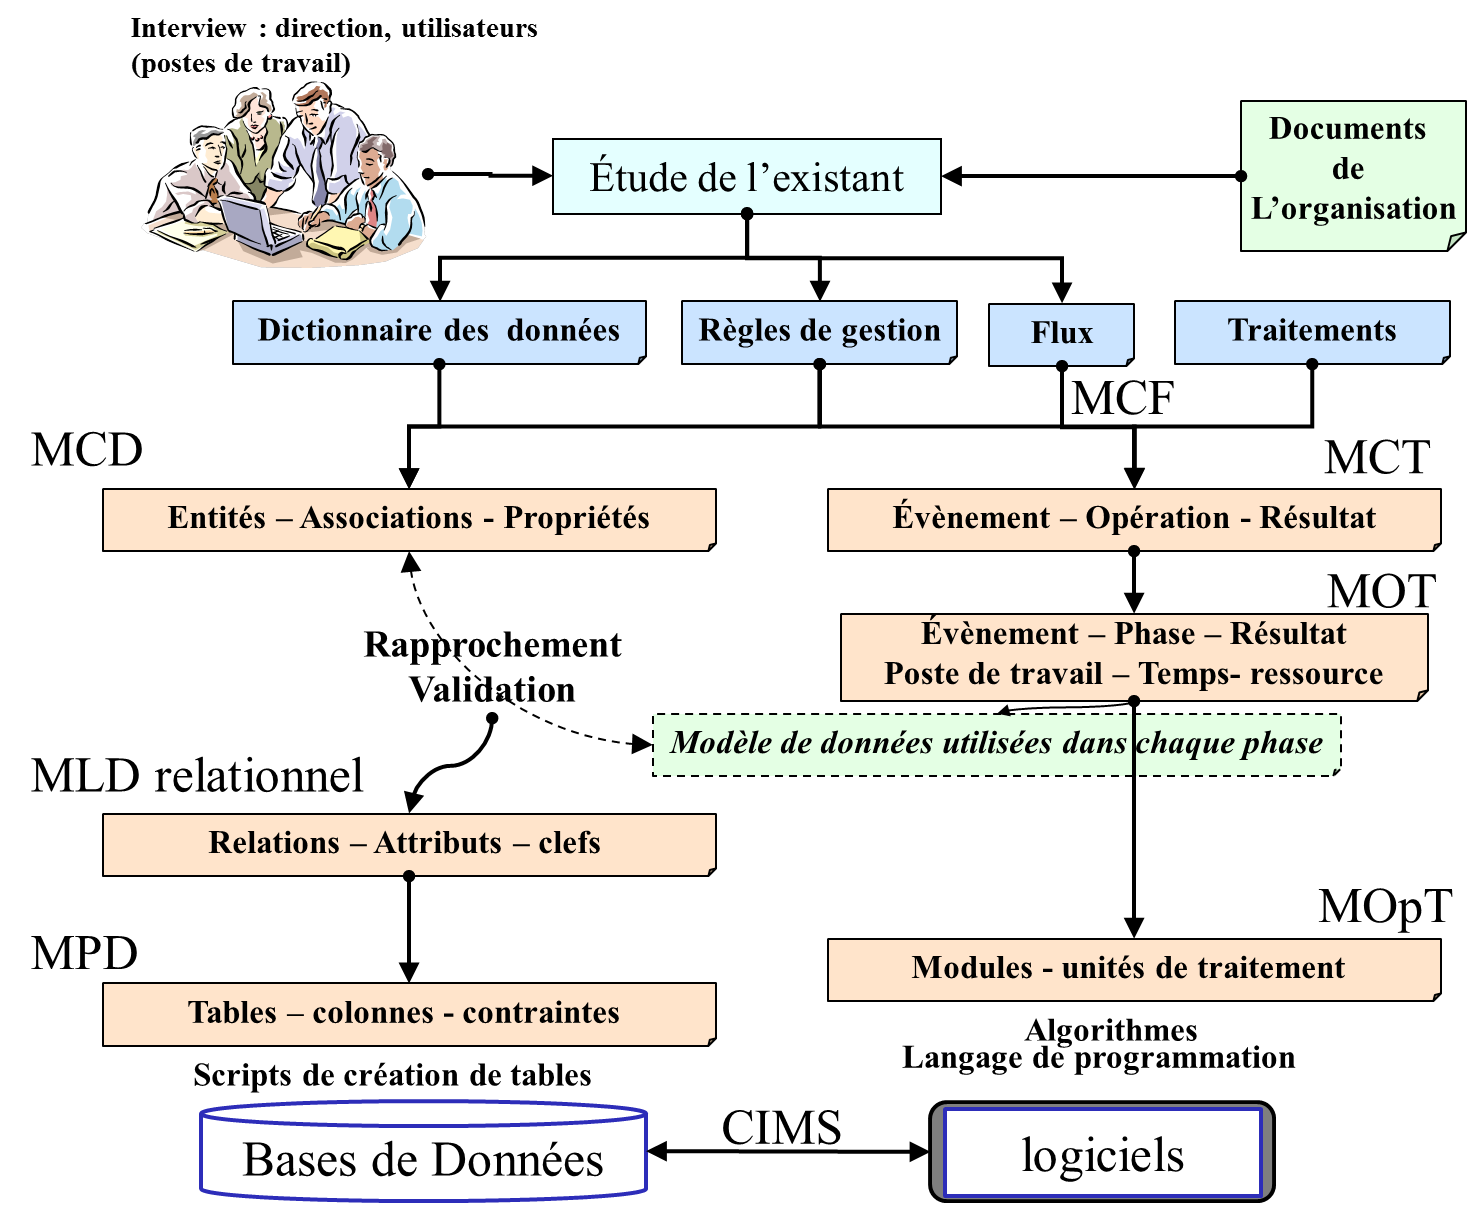 Interview : direction, utilisateurs
(postes de travail)
Documents
de
L’organisation
Étude de l’existant
Dictionnaire des données
Règles de gestion
Flux
Traitements
MCF
MCD
MCT
Entités – Associations - Propriétés
Évènement – Opération - Résultat
MOT
Évènement – Phase – Résultat
Poste de travail – Temps- ressource
Rapprochement
Validation
Modèle de données utilisées dans chaque phase
MLD relationnel
Relations – Attributs – clefs
MOpT
MPD
Modules - unités de traitement
Tables – colonnes - contraintes
Algorithmes
Langage de programmation
Scripts de création de tables
CIMS
Bases de Données
logiciels